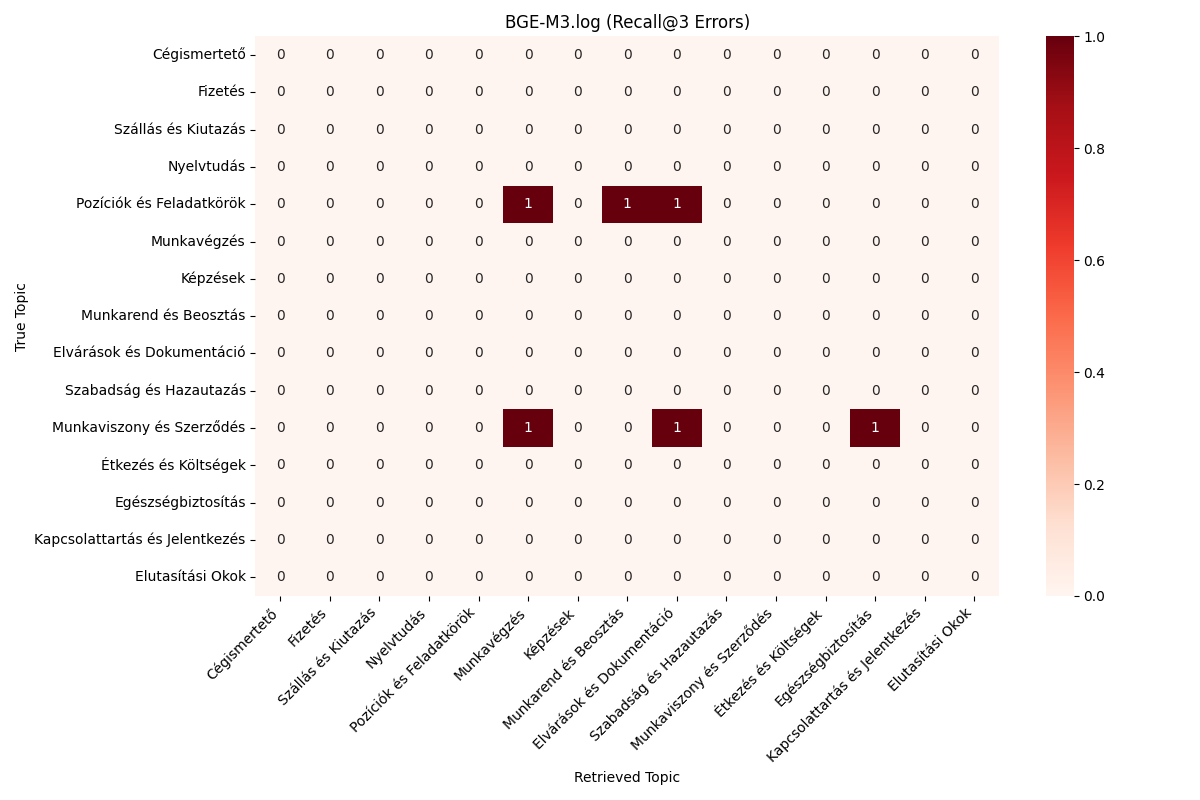 BGE-M3.log (Recall@3 Errors)
True Topic
Cégismertető 0 0 0 0 0 0 0 0 0 0 0 0 0 0 0
Fizetés 0 0 0 0 0 0 0 0 0 0 0 0 0 0 0
Szállás és Kiutazás 0 0 0 0 0 0 0 0 0 0 0 0 0 0 0
Nyelvtudás 0 0 0 0 0 0 0 0 0 0 0 0 0 0 0
Pozíciók és Feladatkörök 0 0 0 0 0 1 0 1 1 0 0 0 0 0 0
Munkavégzés 0 0 0 0 0 0 0 0 0 0 0 0 0 0 0
Képzések 0 0 0 0 0 0 0 0 0 0 0 0 0 0 0
Munkarend és Beosztás 0 0 0 0 0 0 0 0 0 0 0 0 0 0 0
Elvárások és Dokumentáció 0 0 0 0 0 0 0 0 0 0 0 0 0 0 0
Szabadság és Hazautazás 0 0 0 0 0 0 0 0 0 0 0 0 0 0 0
Munkaviszony és Szerződés 0 0 0 0 0 1 0 0 1 0 0 0 1 0 0
Étkezés és Költségek 0 0 0 0 0 0 0 0 0 0 0 0 0 0 0
Egészségbiztosítás 0 0 0 0 0 0 0 0 0 0 0 0 0 0 0
Kapcsolattartás és Jelentkezés 0 0 0 0 0 0 0 0 0 0 0 0 0 0 0
Elutasítási Okok 0 0 0 0 0 0 0 0 0 0 0 0 0 0 0
Cégismertető
Fizetés
Szállás és Kiutazás
Nyelvtudás
Pozíciók és Feladatkörök
Munkavégzés
Képzések
Munkarend és Beosztás
Elvárások és Dokumentáció
Szabadság és Hazautazás
Munkaviszony és Szerződés
Étkezés és Költségek
Egészségbiztosítás
Kapcsolattartás és Jelentkezés
Elutasítási Okok
Retrieved Topic
1.0
0.8
0.6
0.4
0.2
0.0